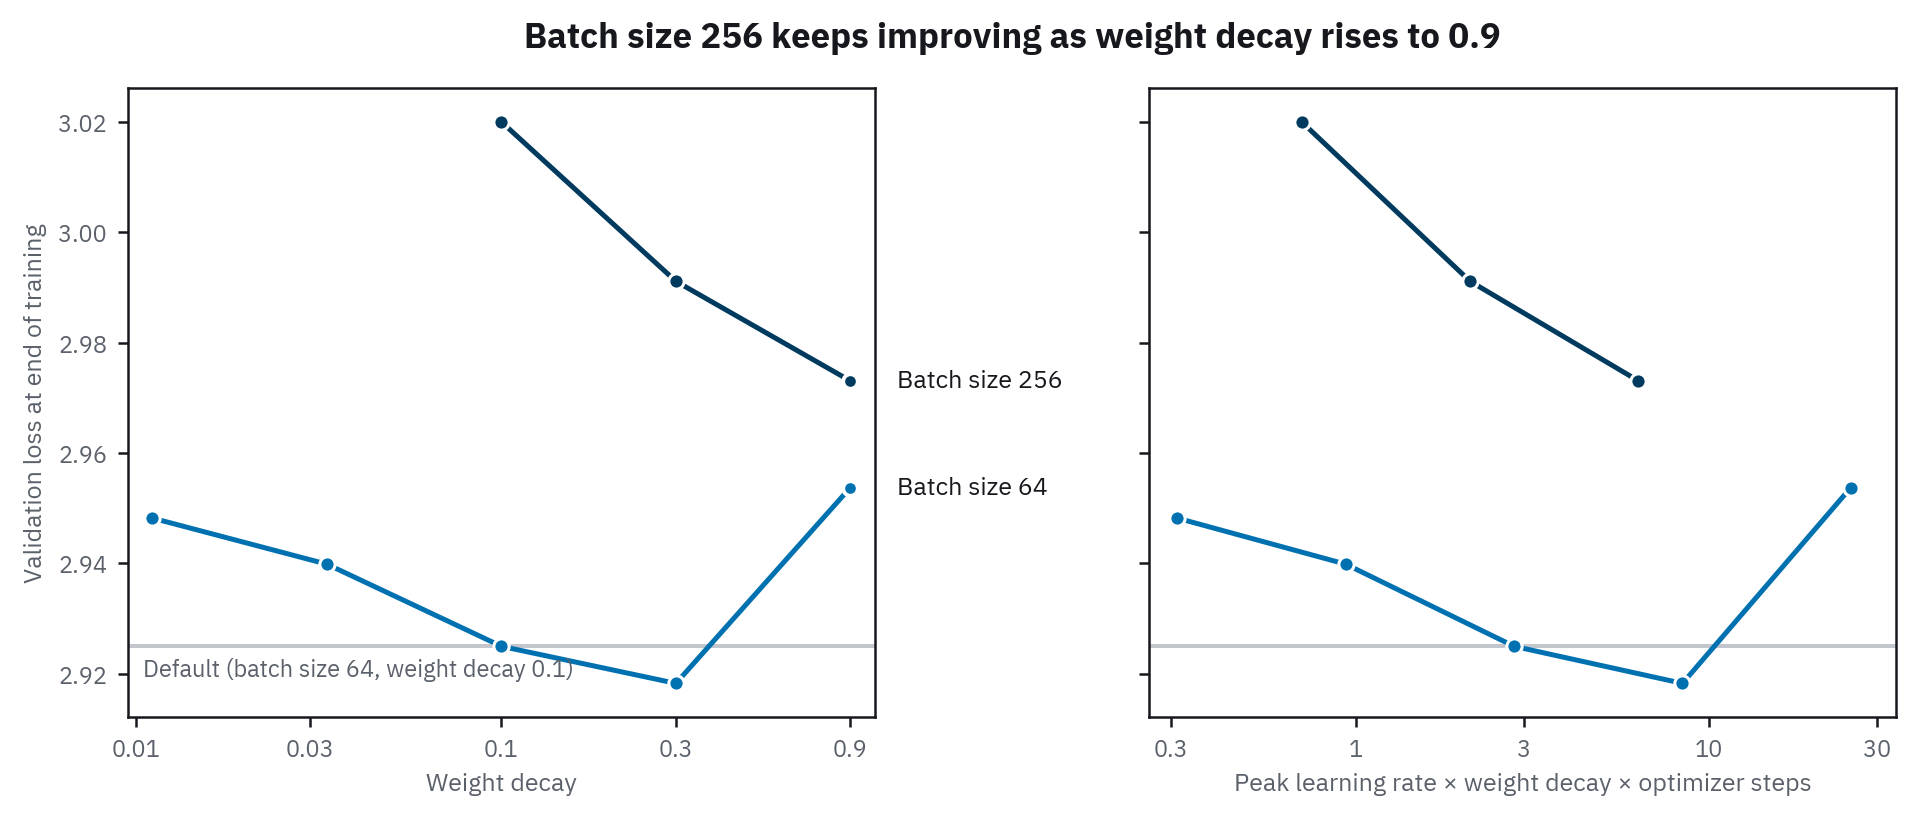 Batch size 256 keeps improving as weight decay rises to 0.9
Validation loss at end of training
3.02
3.00
2.98
2.96
2.94
2.92
Default (batch size 64, weight decay 0.1)
0.01
0.03
0.1
0.3
0.9
Weight decay
Batch size 256
Batch size 64
0.3
1
3
10
30
Peak learning rate × weight decay × optimizer steps